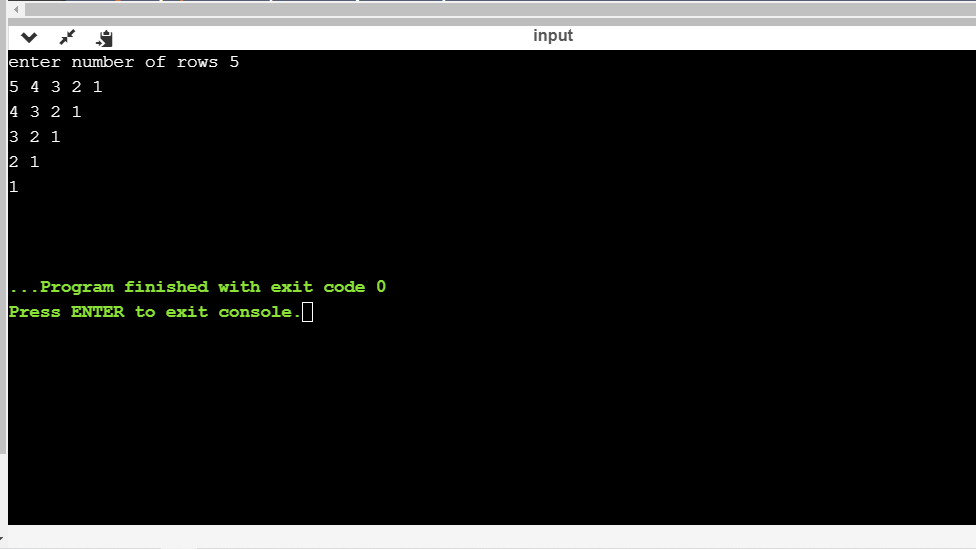 input
enter number of rows 5
5 4 3 2 1
4 3 2 1
3 2 1
2 1
1
...Program finished with exit code 0
Press ENTER to exit console.